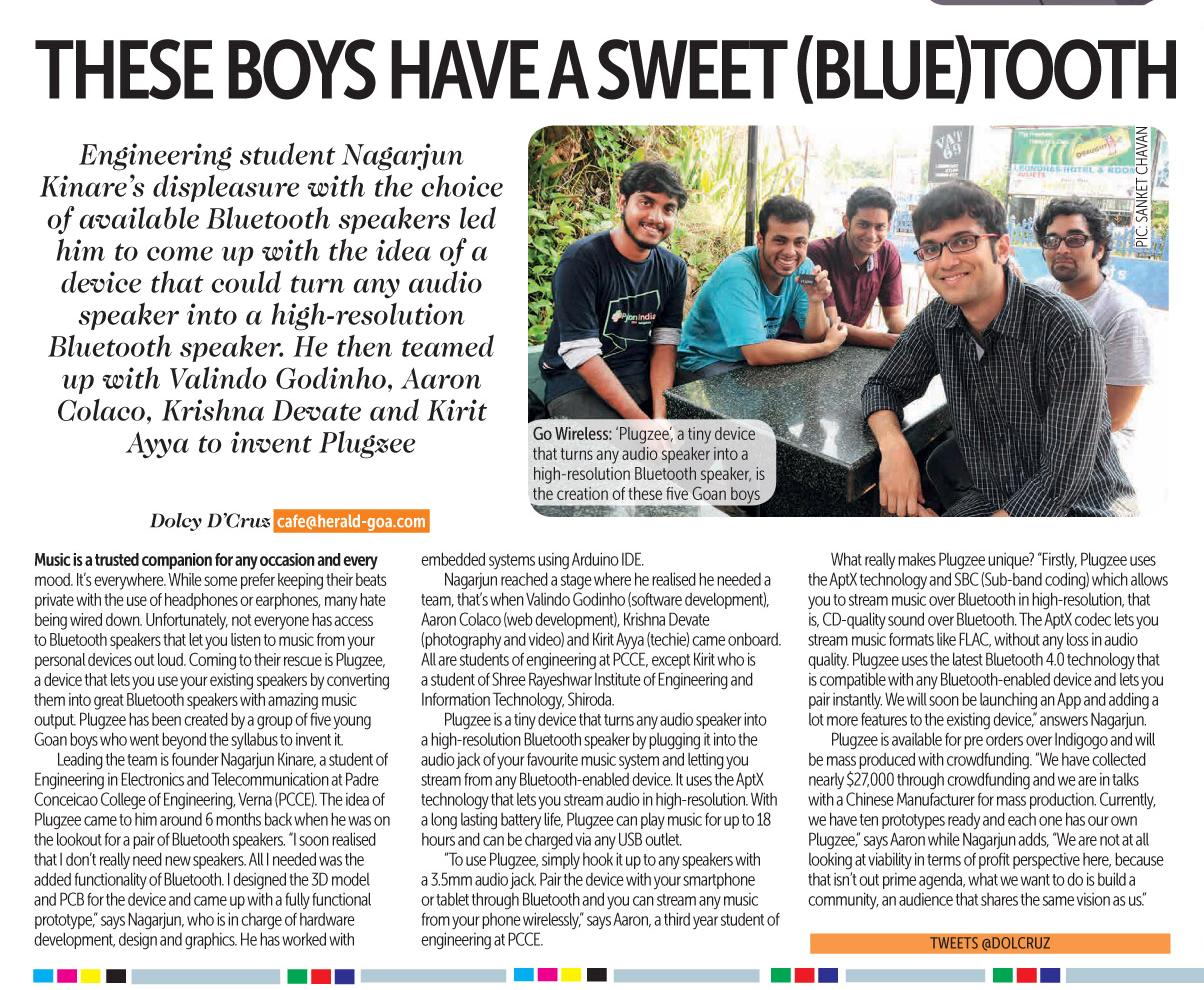 THESE BOYS HAVE A SWEET (BLUE)TOOTH
Engineering student Nagarjun
Kinare’s displeasure with the choice
of available Bluetooth speakers led
him to come up with the idea of a
device that could turn any audio
speaker into a high-resolution
Bluetooth speaker. He then teamed
up with Valindo Godinho, Aaron
Colaco, Krishna Devate and Kirit
Ayya to invent Plugzee
Dolcy D’Cruz cafe@herald-goa.com
PIC: SANKET CHAVAN
VAT
69
DRAUGHT
LEONDRAS HOTEL & ROOM
Go Wireless: ‘Plugzee’, a tiny device
that turns any audio speaker into a
high-resolution Bluetooth speaker, is
the creation of these five Goan boys
Music is a trusted companion for any occasion and every
mood. It’s everywhere. While some prefer keeping their beats
private with the use of headphones or earphones, many hate
being wired down. Unfortunately, not everyone has access
to Bluetooth speakers that let you listen to music from your
personal devices out loud. Coming to their rescue is Plugzee,
a device that lets you use your existing speakers by converting
them into great Bluetooth speakers with amazing music
output. Plugzee has been created by a group of five young
Goan boys who went beyond the syllabus to invent it.
Leading the team is founder Nagarjun Kinare, a student of
Engineering in Electronics and Telecommunication at Padre
Conceicao College of Engineering, Verna (PCCE). The idea of
Plugzee came to him around 6 months back when he was on
the lookout for a pair of Bluetooth speakers. “I soon realised
that I don’t really need new speakers. All I needed was the
added functionality of Bluetooth. I designed the 3D model
and PCB for the device and came up with a fully functional
prototype,” says Nagarjun, who is in charge of hardware
development, design and graphics. He has worked with
embedded systems using Arduino IDE.
Nagarjun reached a stage where he realised he needed a
team, that’s when Valindo Godinho (software development),
Aaron Colaco (web development), Krishna Devate
(photography and video) and Kirit Ayya (techie) came onboard.
All are students of engineering at PCCE, except Kirit who is
a student of Shree Rayeshwar Institute of Engineering and
Information Technology, Shiroda.
Plugzee is a tiny device that turns any audio speaker into
a high-resolution Bluetooth speaker by plugging it into the
audio jack of your favourite music system and letting you
stream from any Bluetooth-enabled device. It uses the AptX
technology that lets you stream audio in high-resolution. With
a long lasting battery life, Plugzee can play music for up to 18
hours and can be charged via any USB outlet.
“To use Plugzee, simply hook it up to any speakers with
a 3.5mm audio jack. Pair the device with your smartphone
or tablet through Bluetooth and you can stream any music
from your phone wirelessly,” says Aaron, a third year student of
engineering at PCCE.
What really makes Plugzee unique? “Firstly, Plugzee uses
the AptX technology and SBC (Sub-band coding) which allows
you to stream music over Bluetooth in high-resolution, that
is, CD-quality sound over Bluetooth. The AptX codec lets you
stream music formats like FLAC, without any loss in audio
quality. Plugzee uses the latest Bluetooth 4.0 technology that
is compatible with any Bluetooth-enabled device and lets you
pair instantly. We will soon be launching an App and adding a
lot more features to the existing device,” answers Nagarjun.
Plugzee is available for pre orders over Indigogo and will
be mass produced with crowdfunding. “We have collected
nearly $27,000 through crowdfunding and we are in talks
with a Chinese Manufacturer for mass production. Currently,
we have ten prototypes ready and each one has our own
Plugzee,” says Aaron while Nagarjun adds, “We are not at all
looking at viability in terms of profit perspective here, because
that isn’t out prime agenda, what we want to do is build a
community, an audience that shares the same vision as us.”
TWEETS @DOLCRUZ